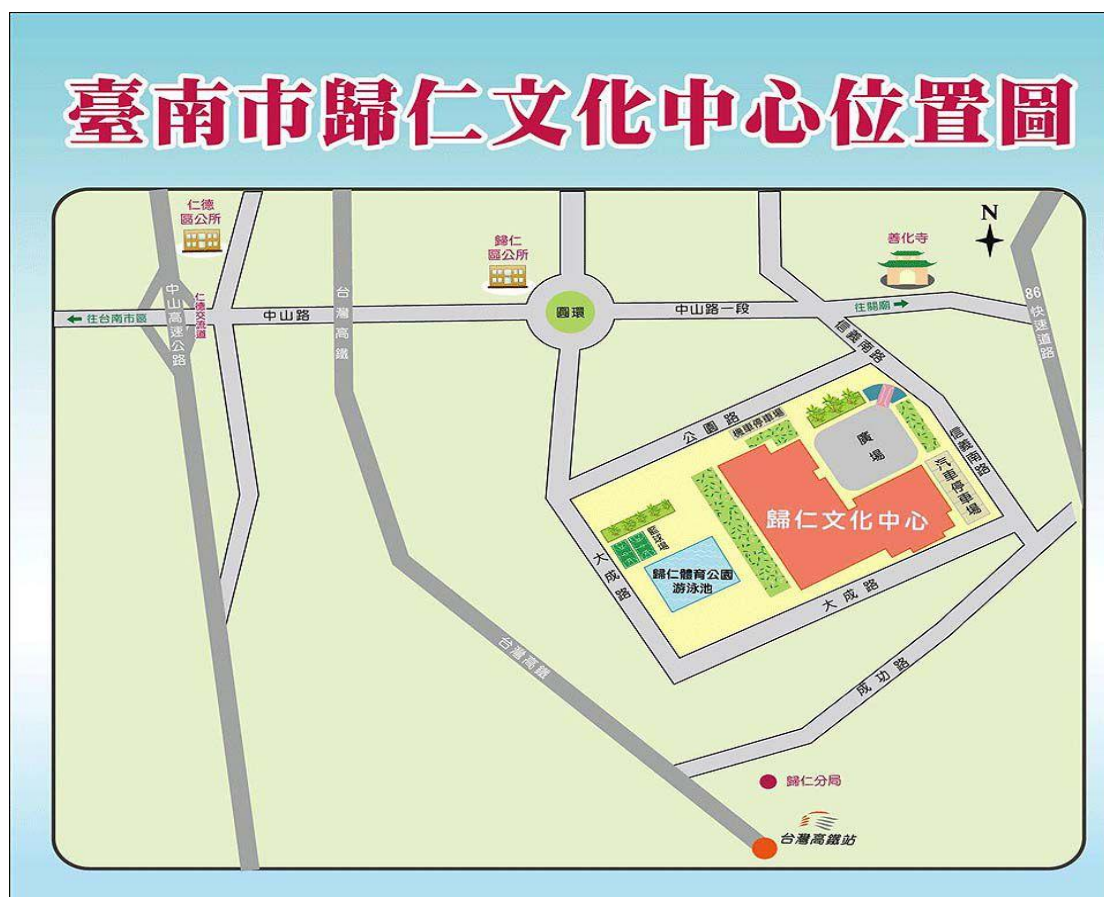 臺南市歸仁文化中心位置圖
仁德
區公所
歸仁
區公所
善化寺
N
往台南市區
中山高速公路
仁德交流道
中山路
台灣高鐵
圓環
中山路一段
往關廟
86
快速道路
信義南路
公園路
機車停車場
廣場
信義南路
汽車停車場
歸仁文化中心
籃球場
歸仁體育公園
游泳池
大成路
大成路
台灣高鐵
成功路
歸仁分局
台灣高鐵站